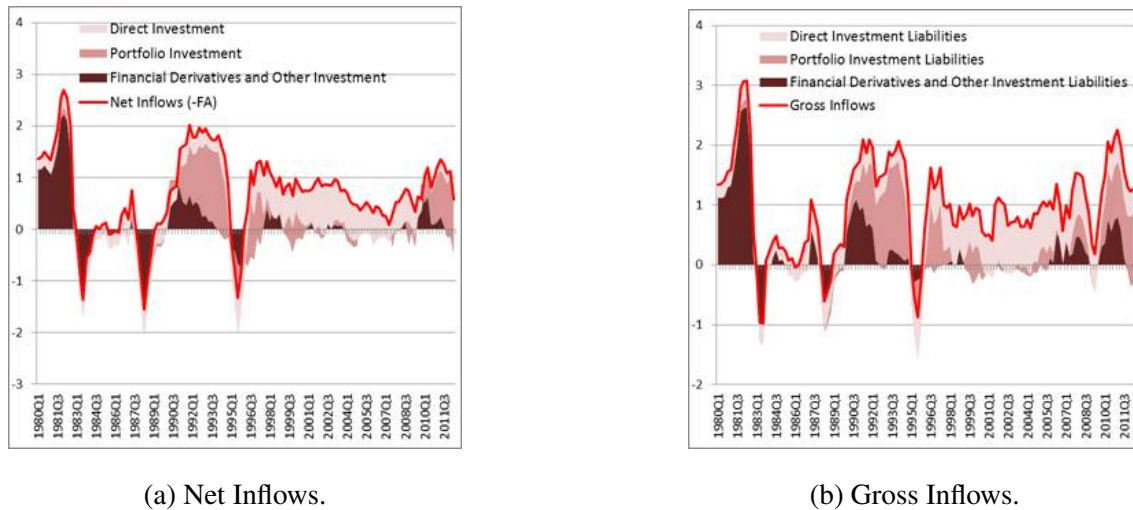 4
3
2
1
0
-1
-2
-3
Direct Investment
Portfolio Investment
Financial Derivatives and Other Investment
Net Inflows (-FA)
1980Q1
1981Q3
1983Q1
1984Q3
1986Q1
1987Q3
1989Q1
1990Q3
1992Q1
1993Q3
1995Q1
1996Q3
1998Q1
1999Q3
2001Q1
2002Q3
2004Q1
2005Q3
2007Q1
2008Q3
2010Q1
2011Q3
(a) Net Inflows.
4
3
2
1
0
-1
-2
Direct Investment Liabilities
Portfolio Investment Liabilities
Financial Derivatives and Other Investment Liabilities
Gross Inflows
1980Q1
1981Q3
1983Q1
1984Q3
1986Q1
1987Q3
1989Q1
1990Q3
1992Q1
1993Q3
1995Q1
1996Q3
1998Q1
1999Q3
2001Q1
2002Q3
2004Q1
2005Q3
2007Q1
2008Q3
2010Q1
2011Q3
(b) Gross Inflows.